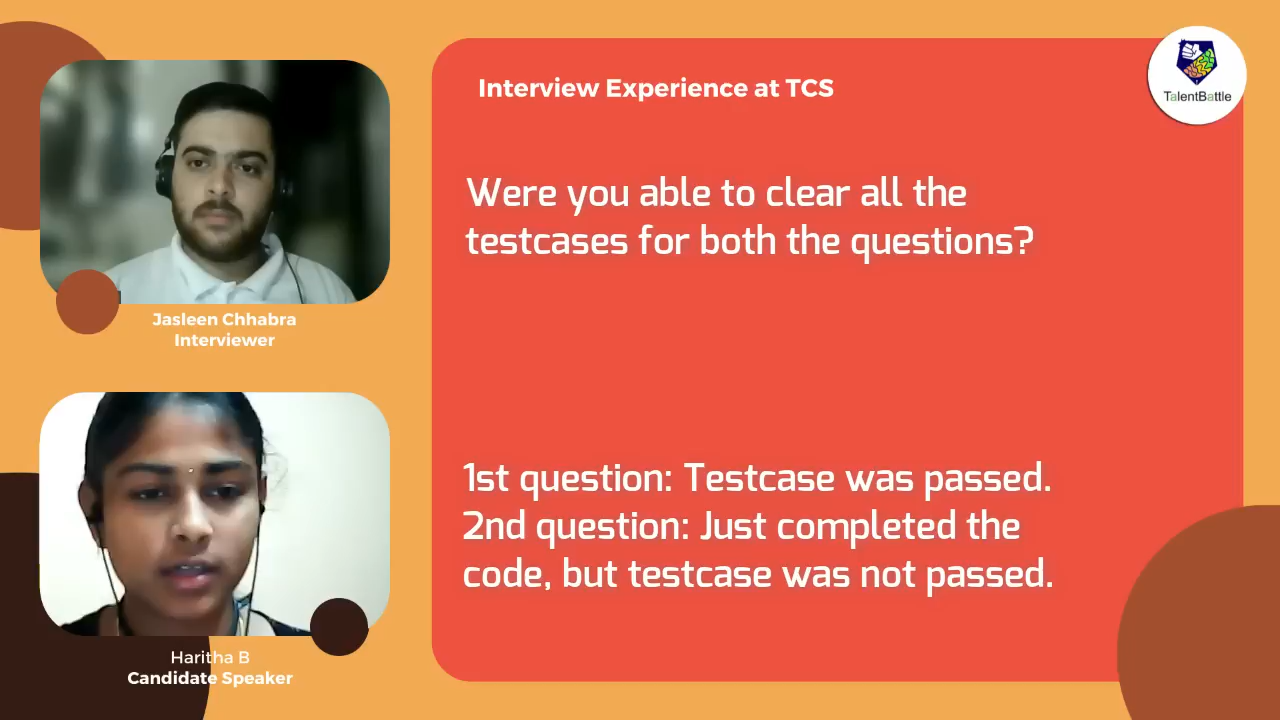 Interview Experience at TCS
TalentBattle
Were you able to clear all the
testcases for both the questions?
Jasleen Chhabra
Interviewer
1st question: Testcase was passed.
2nd question: Just completed the
code, but testcase was not passed.
Haritha B
Candidate Speaker